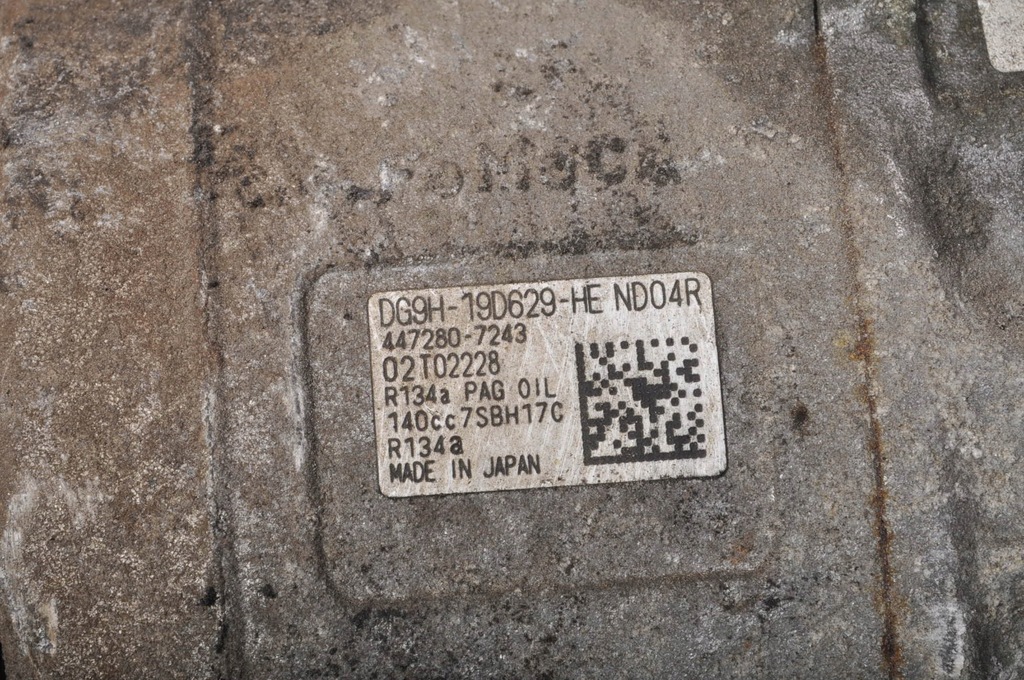 DG9H-19D629-HE ND04R
447280-7243
02T02228
R134a PAG OIL
140cc7SBH17C
R134a
MADE IN JAPAN